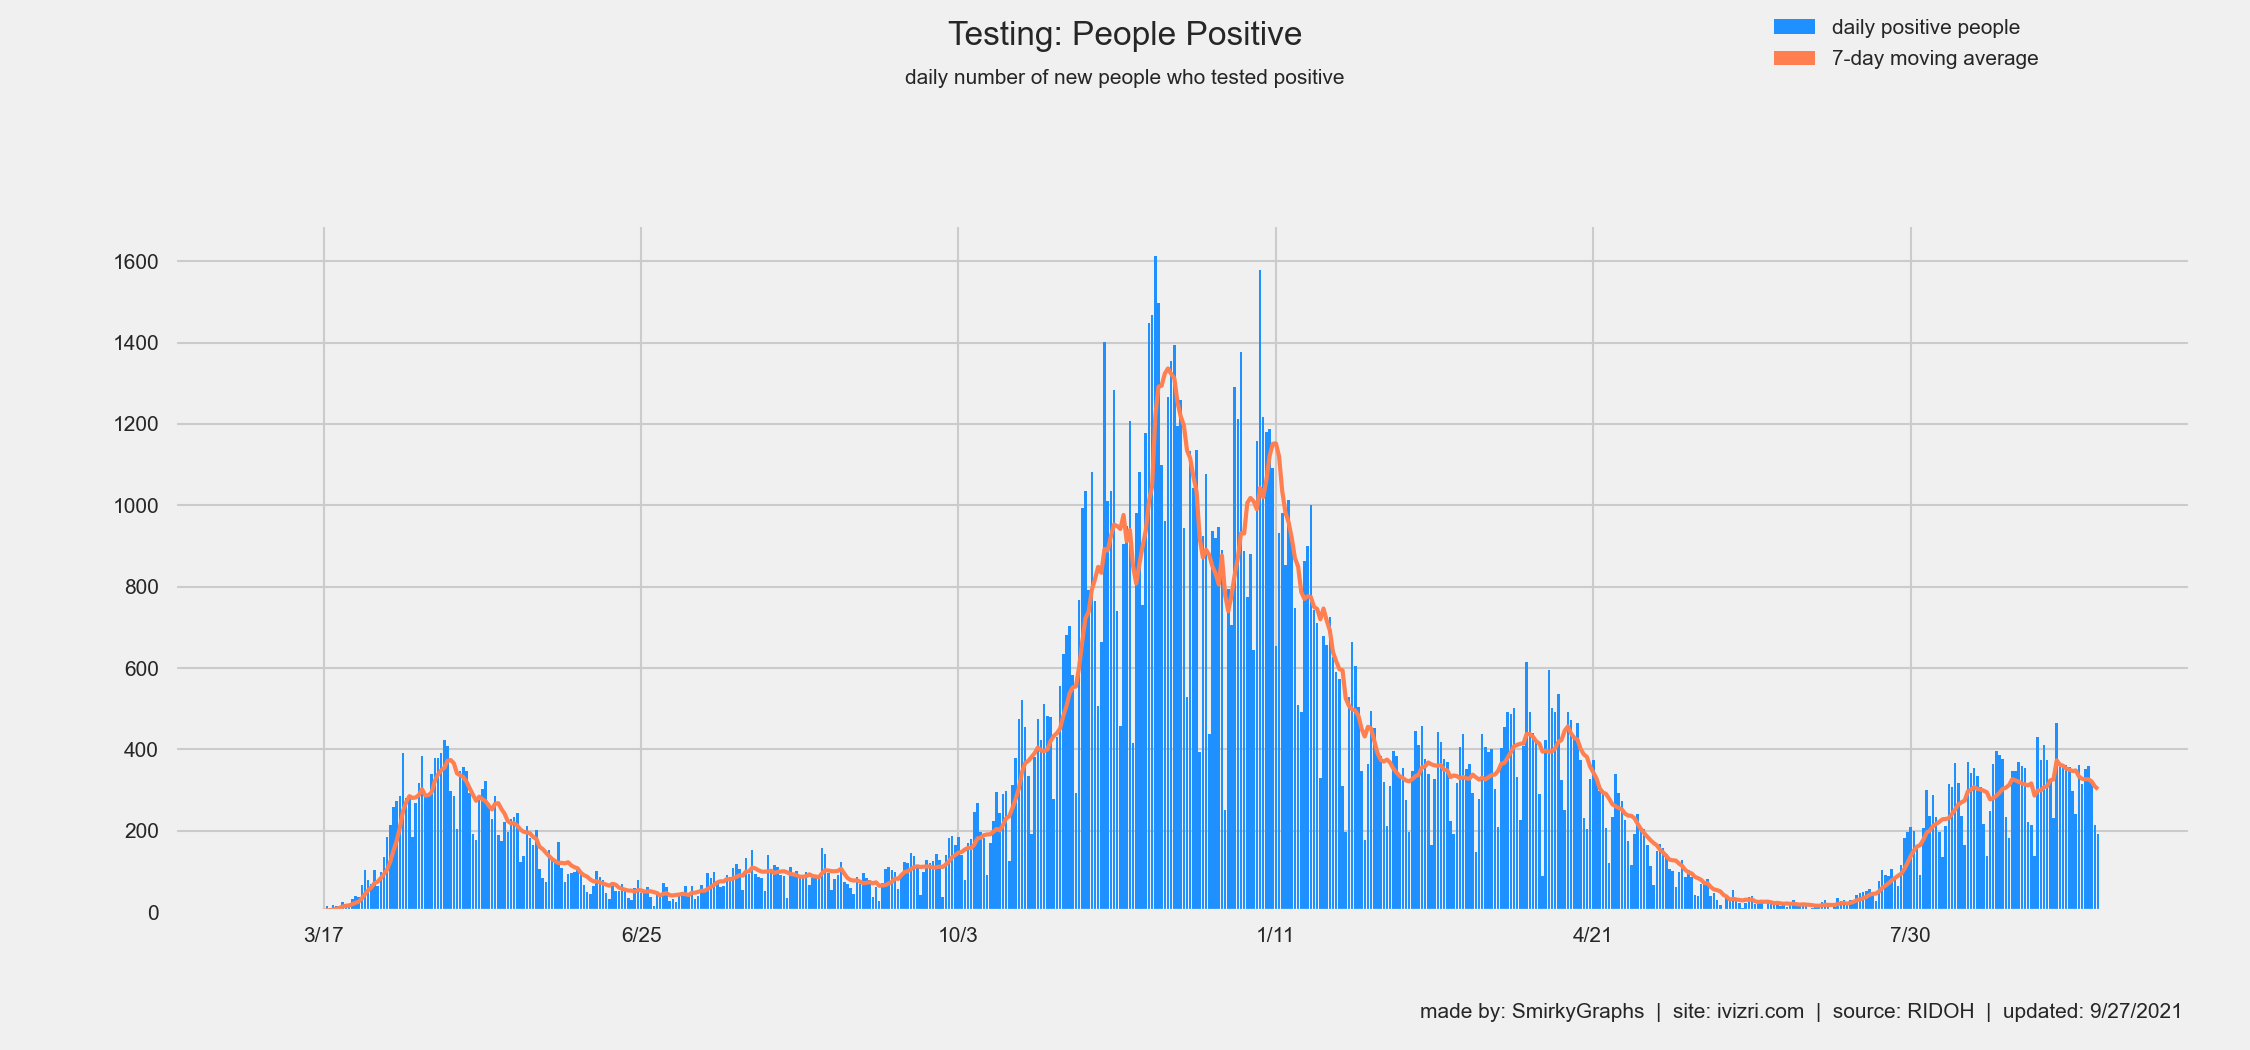 Testing: People Positive
daily number of new people who tested positive
daily positive people
7-day moving average
1600
1400
1200
1000
800
600
400
200
0
3/17 6/25 10/3 1/11 4/21 7/30
made by: SmirkyGraphs | site: ivizri.com | source: RIDOH | updated: 9/27/2021